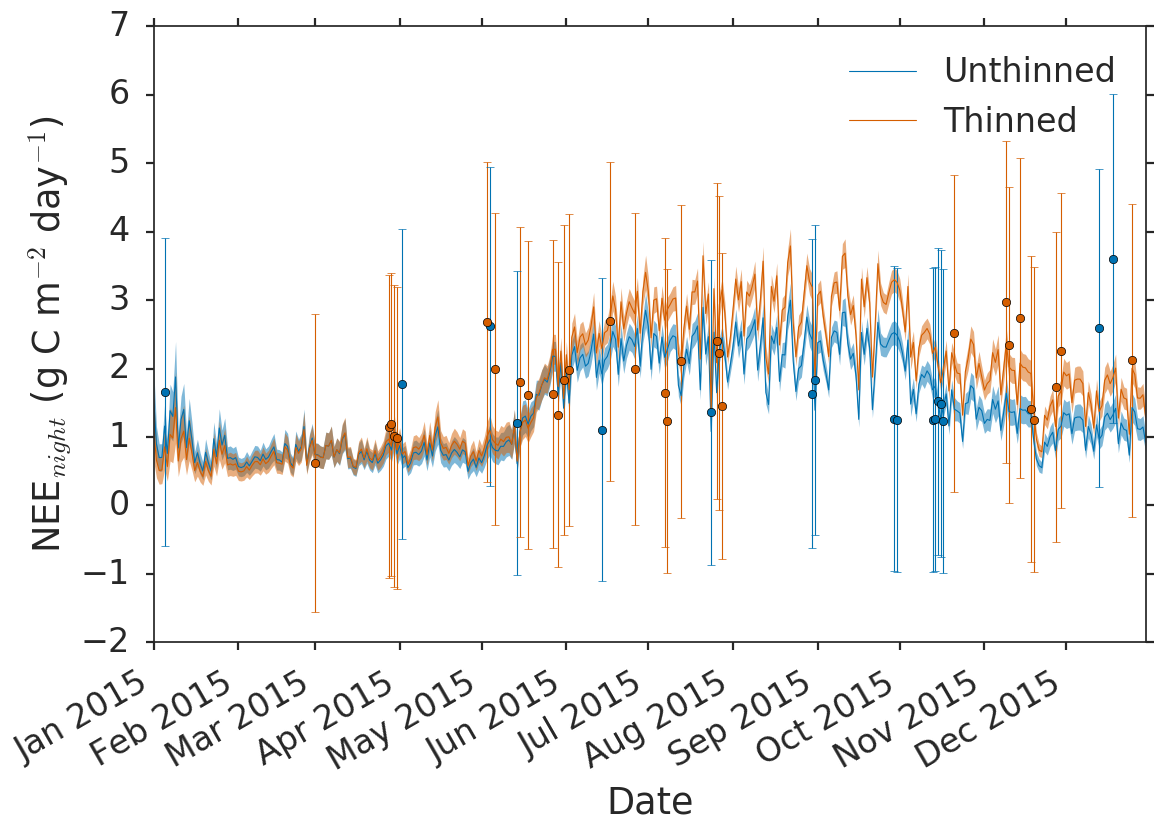 7
6
5
4
3
2
1
0
−1
−2
NEE_night (g C m^−2 day^−1)
Unthinned
Thinned
Jan 2015
Feb 2015
Mar 2015
Apr 2015
May 2015
Jun 2015
Jul 2015
Aug 2015
Sep 2015
Oct 2015
Nov 2015
Dec 2015
Date